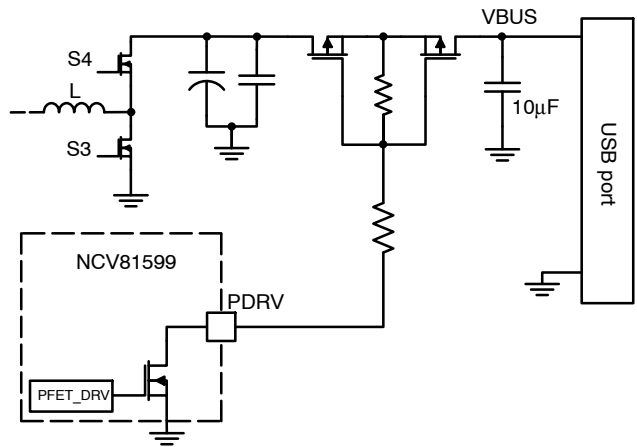 VBUS
S4
L
10μF
S3
USB port
NCV81599
PDRV
PFET_DRV